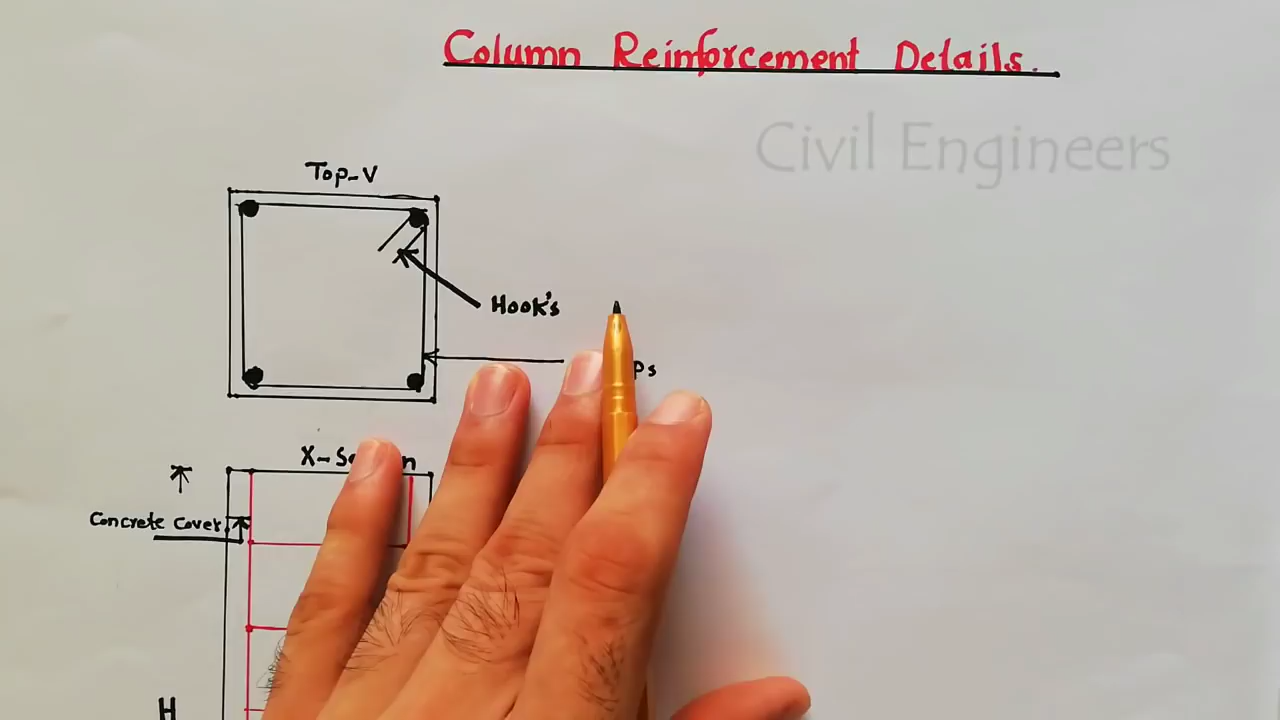 Column Reinforcement Details.
Civil Engineers
Top-V
Hook's
Concrete Cover
H